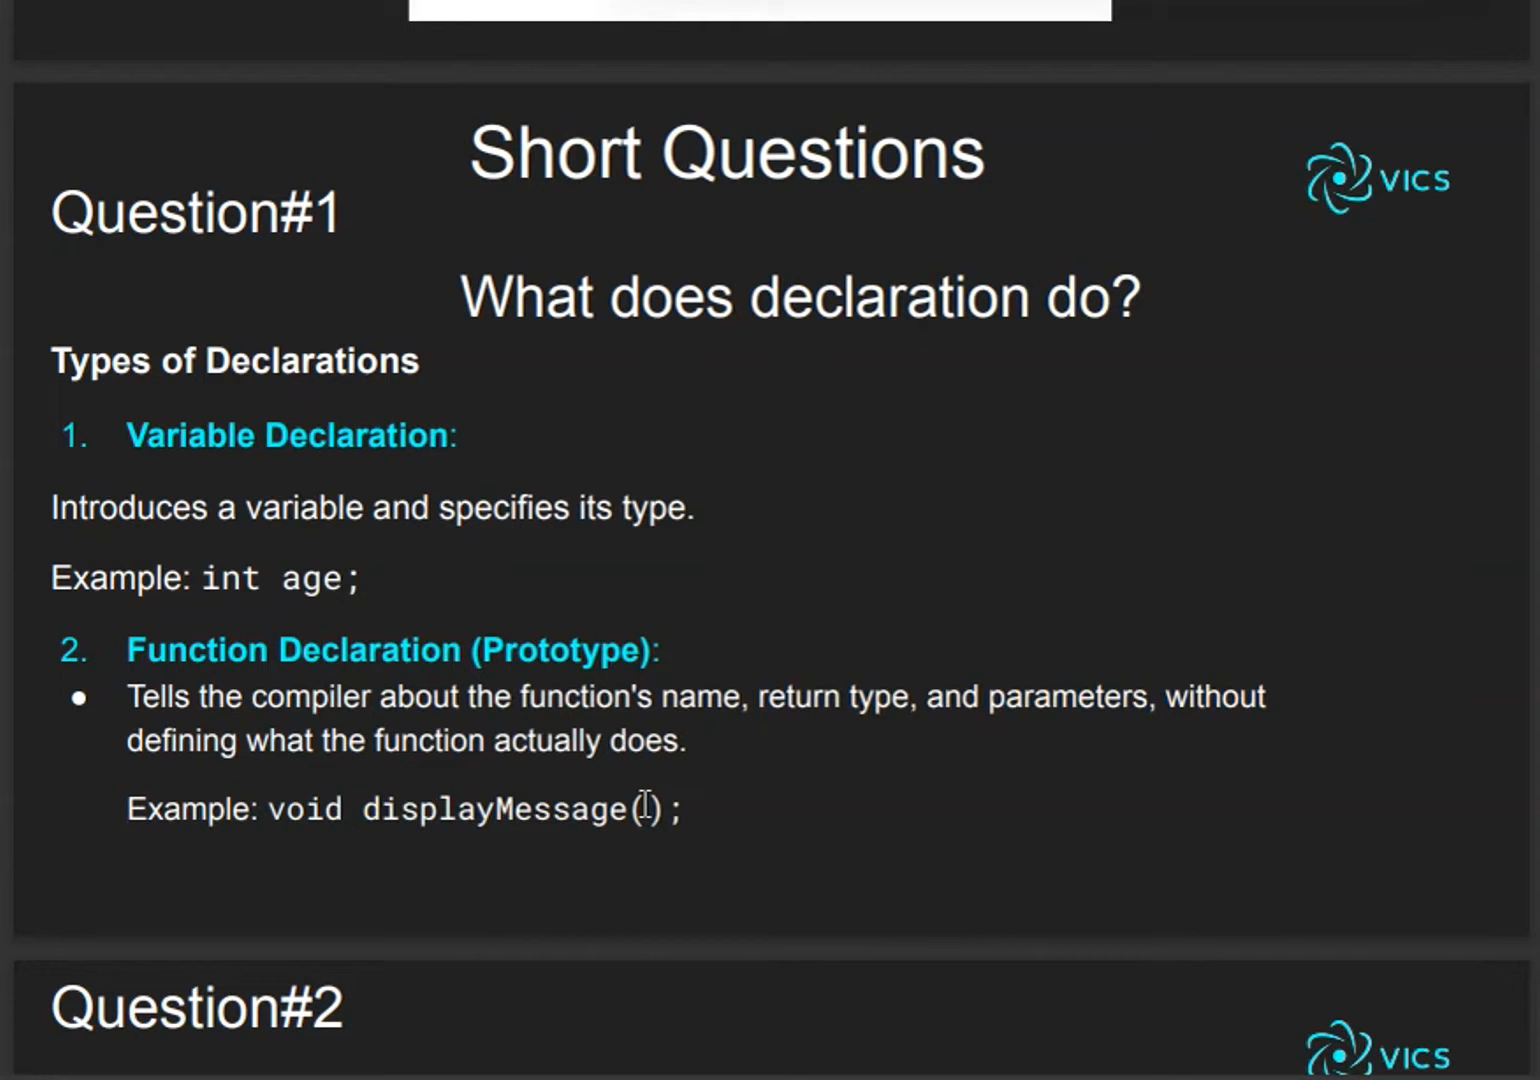 Short Questions
VICS
Question#1
What does declaration do?
Types of Declarations
1. Variable Declaration:
Introduces a variable and specifies its type.
Example: int age;
2. Function Declaration (Prototype):
● Tells the compiler about the function's name, return type, and parameters, without
defining what the function actually does.
Example: void displayMessage();
Question#2
VICS